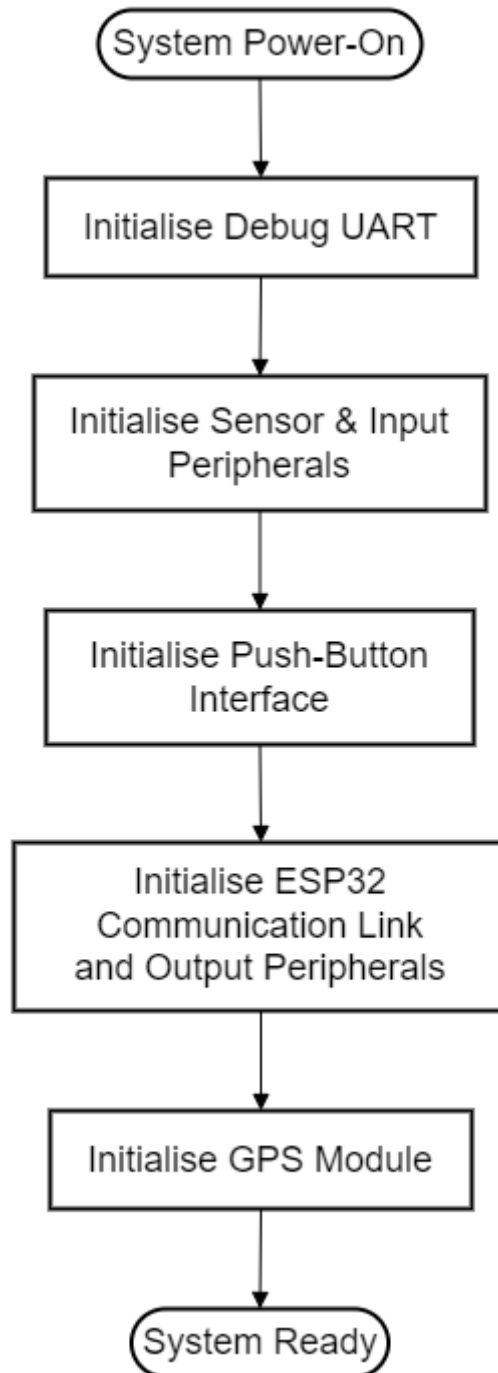 System Power-On
Initialise Debug UART
Initialise Sensor & Input
Peripherals
Initialise Push-Button
Interface
Initialise ESP32
Communication Link
and Output Peripherals
Initialise GPS Module
System Ready